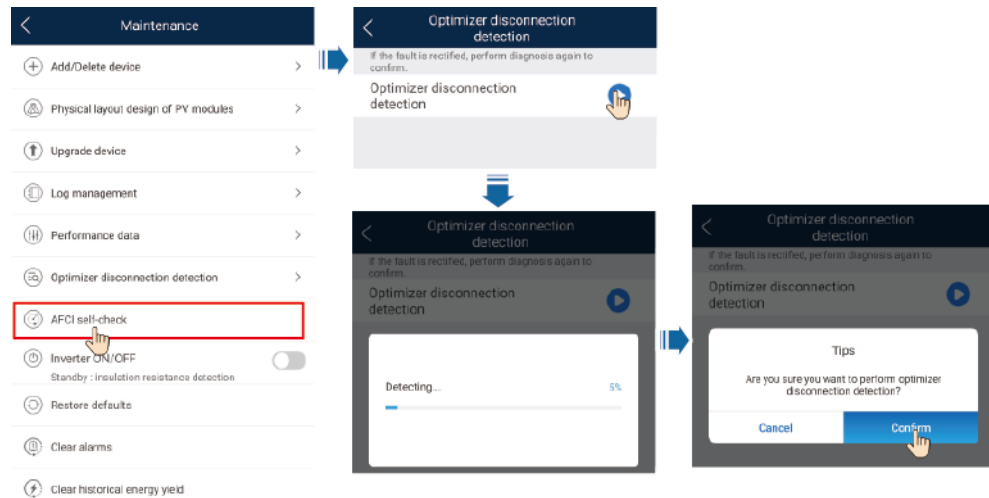 Maintenance
Add/Delete device
Physical layout design of PV modules
Upgrade device
Log management
Performance data
Optimizer disconnection detection
AFCI self-check
Inverter ON/OFF
Standby : insulation resistance detection
Restore defaults
Clear alarms
Clear historical energy yield
Optimizer disconnection
detection
If the fault is rectified, perform diagnosis again to
confirm.
Optimizer disconnection
detection
Optimizer disconnection
detection
If the fault is rectified, perform diagnosis again to
confirm.
Optimizer disconnection
detection
Detecting...
5%
Optimizer disconnection
detection
If the fault is rectified, perform diagnosis again to
confirm.
Optimizer disconnection
detection
Tips
Are you sure you want to perform optimizer
disconnection detection?
Cancel
Confirm